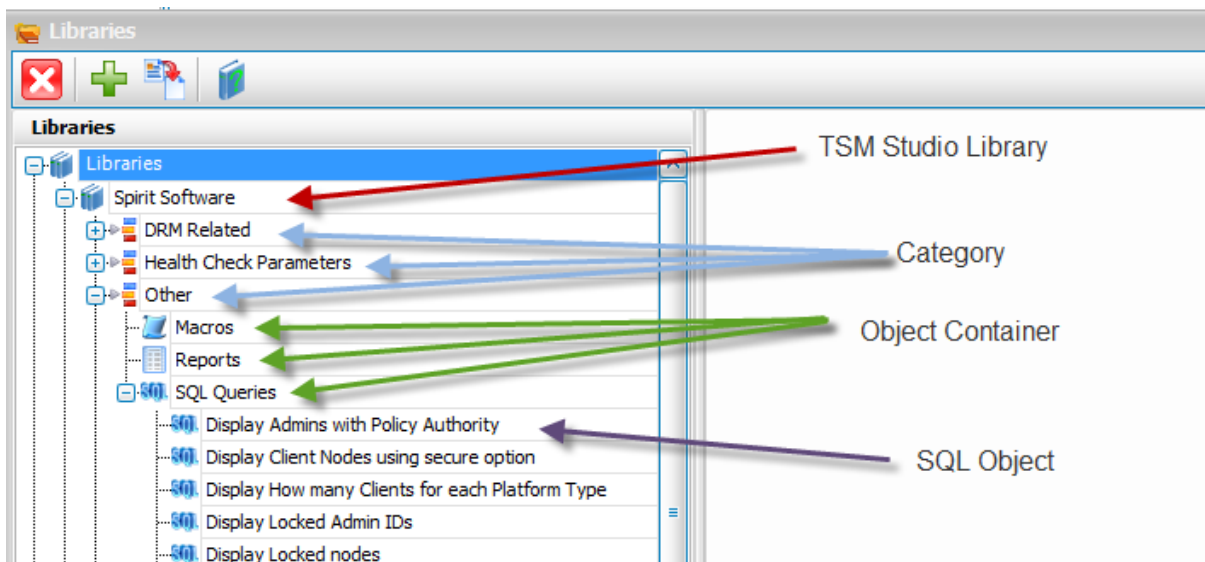 Libraries
Libraries
Libraries
TSM Studio Library
Spirit Software
DRM Related
Category
Health Check Parameters
Other
Macros
Object Container
Reports
SQL Queries
Display Admins with Policy Authority
Display Client Nodes using secure option
SQL Object
Display How many Clients for each Platform Type
Display Locked Admin IDs
Display Locked nodes